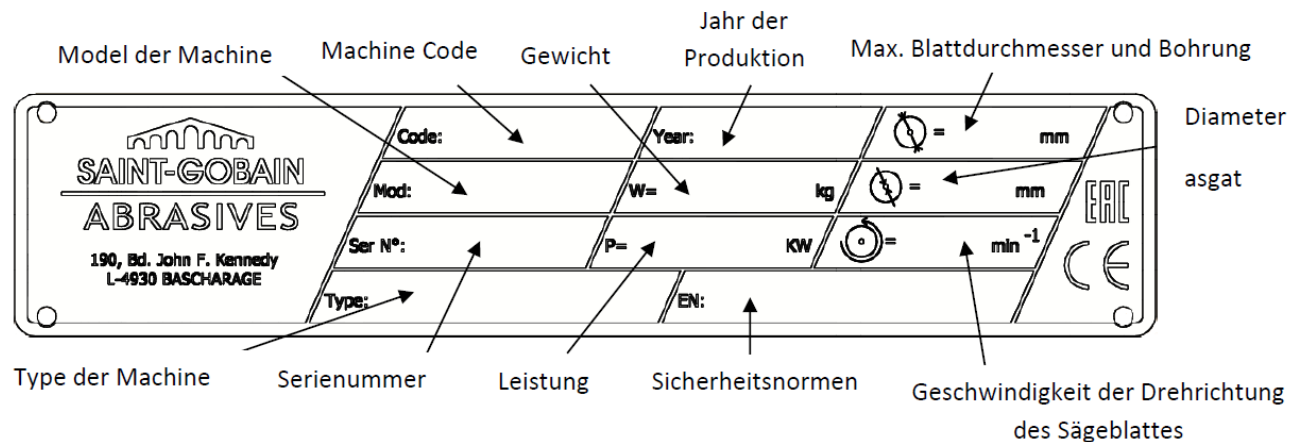 Jahr der
Produktion
Model der Machine
Machine Code
Gewicht
Max. Blattdurchmesser und Bohrung
Diameter
asgat
SAINT-GOBAIN
ABRASIVES
190, Bd. John F. Kennedy
L-4930 BASCHARAGE
Code: Year: = mm
Mod: W= kg = mm
Ser N°: P= KW = min -1
Type: EN:
EAC
CE
Type der Machine
Serienummer
Leistung
Sicherheitsnormen
Geschwindigkeit der Drehrichtung
des Sägeblattes